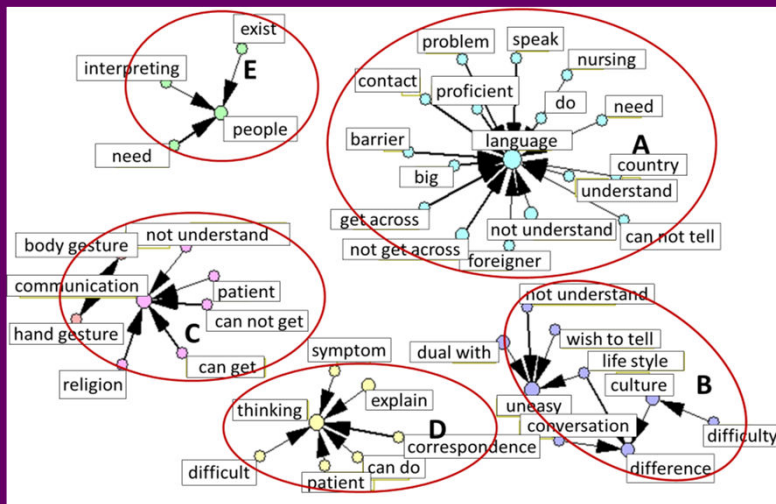 exist
interpreting
E
people
need
problem
speak
nursing
contact
proficient
do
need
language
barrier
A
big
country
understand
get across
not understand
can not tell
not get across
foreigner
not understand
body gesture
communication
patient
can not get
hand gesture
C
can get
religion
symptom
explain
thinking
D
correspondence
difficult
can do
patient
not understand
wish to tell
dual with
life style
culture
B
uneasy
conversation
difficulty
difference